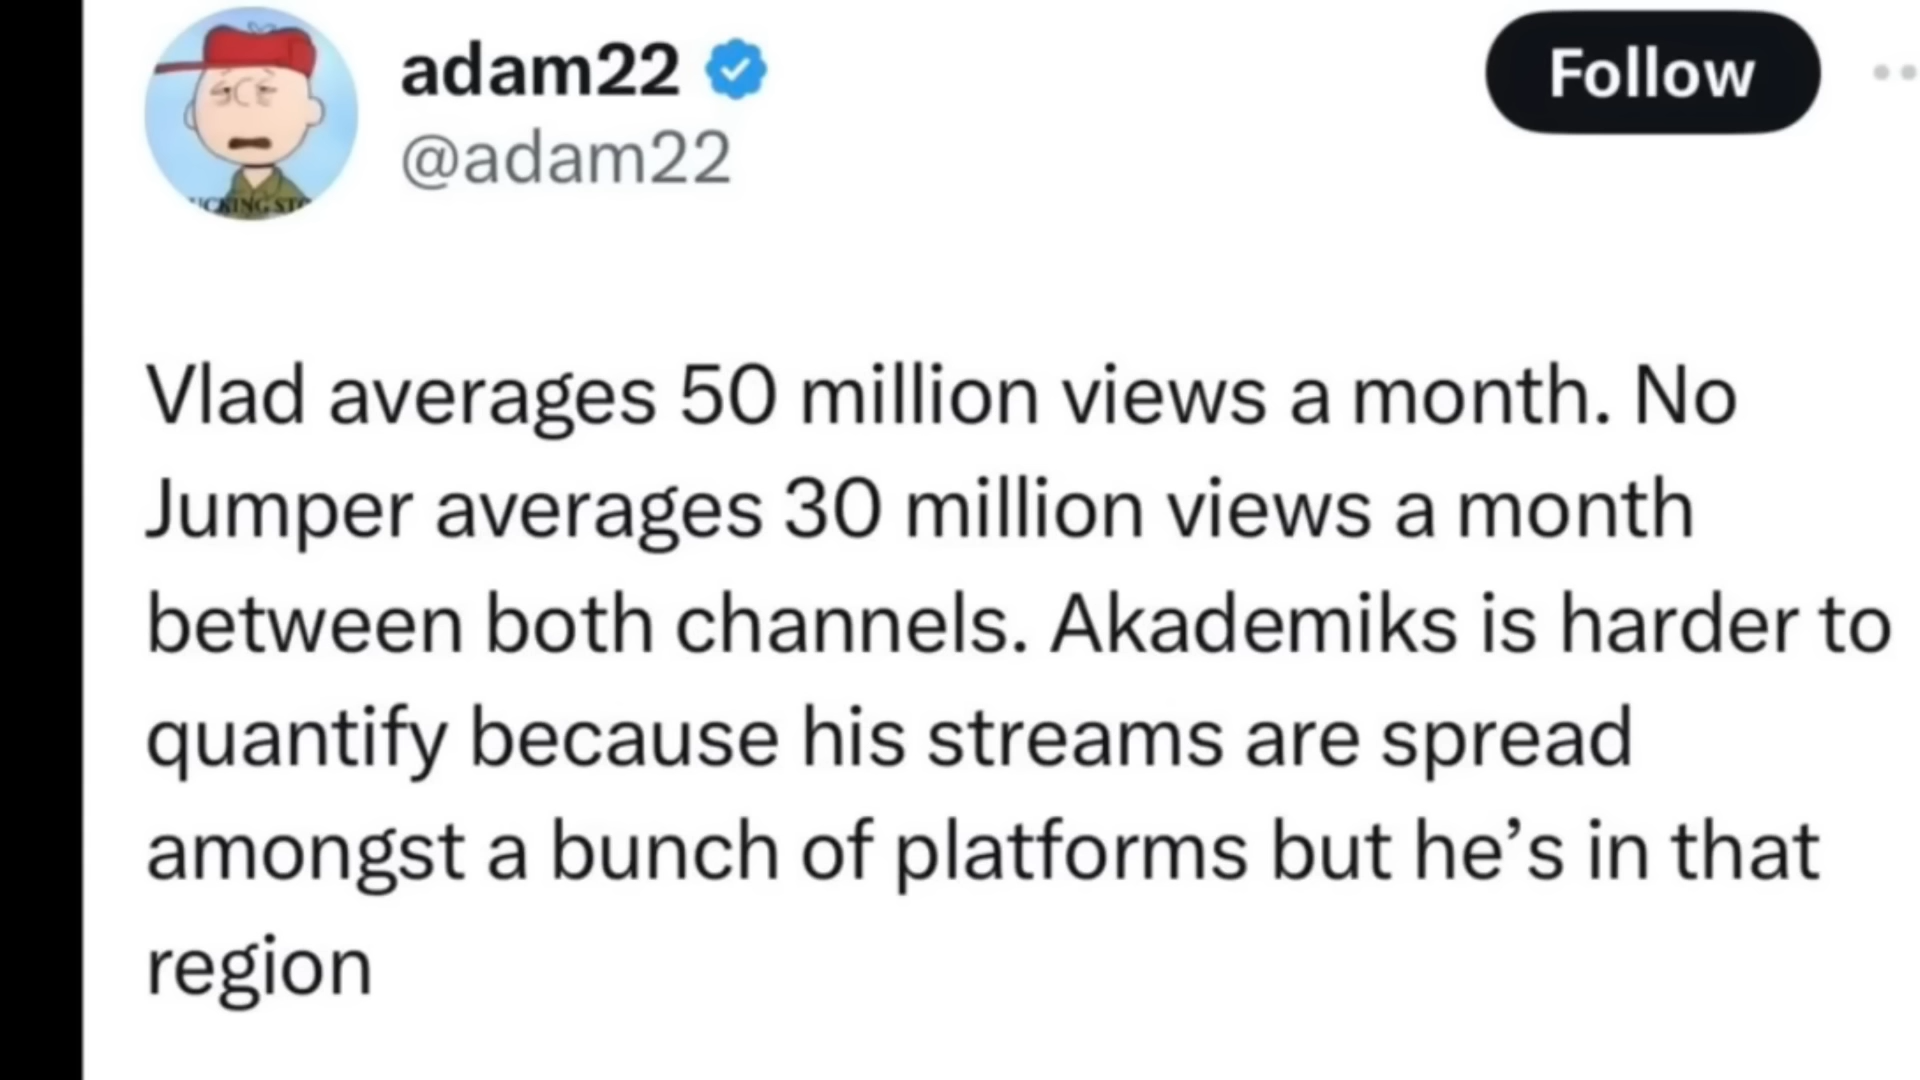 adam22
@adam22
Follow
UCKING STO
Vlad averages 50 million views a month. No
Jumper averages 30 million views a month
between both channels. Akademiks is harder to
quantify because his streams are spread
amongst a bunch of platforms but he’s in that
region